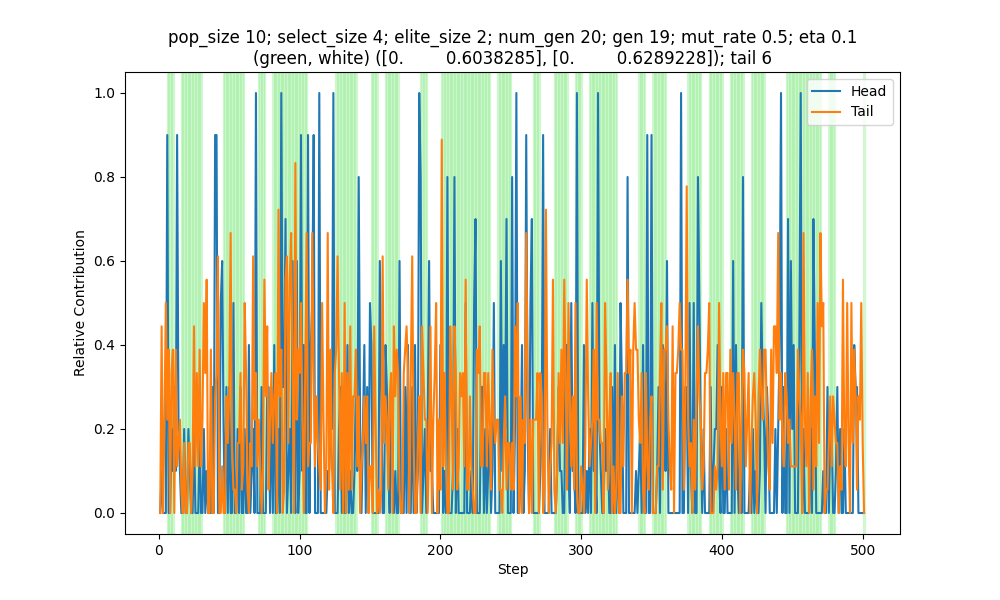 pop_size 10; select_size 4; elite_size 2; num_gen 20; gen 19; mut_rate 0.5; eta 0.1
(green, white) ([0. 0.6038285], [0. 0.6289228]); tail 6
Head
Tail
Relative Contribution
1.0
0.8
0.6
0.4
0.2
0.0
0 100 200 300 400 500
Step